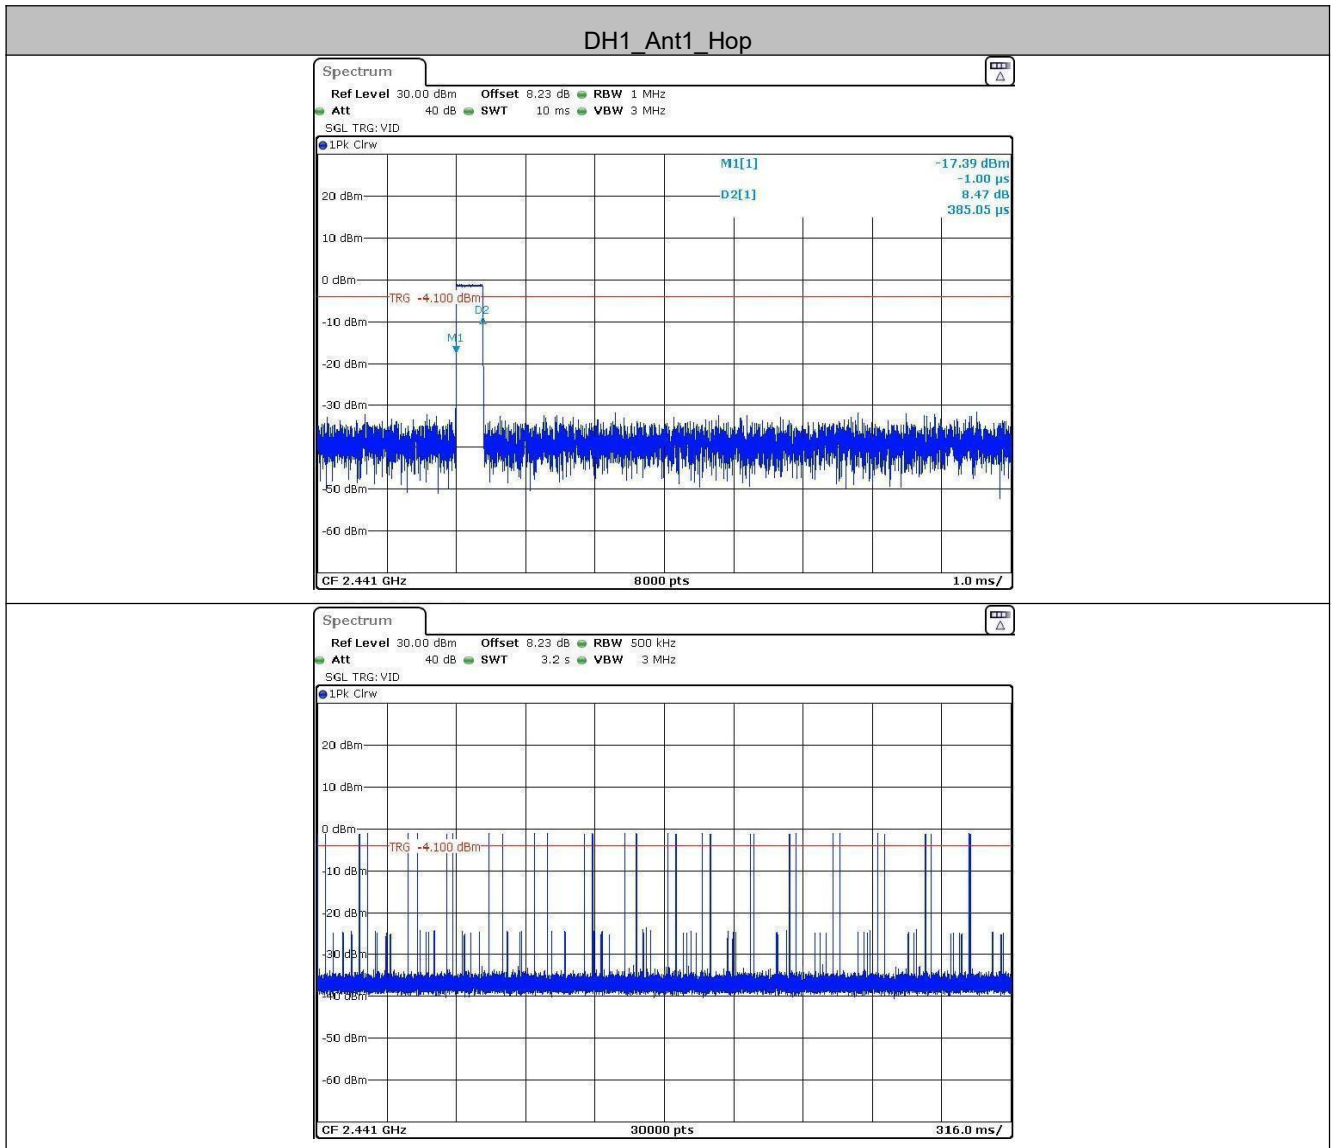 DH1_Ant1_Hop
Spectrum
Ref Level 30.00 dBm Offset 8.23 dB RBW 1 MHz
Att 40 dB SWT 10 ms VBW 3 MHz
SGL TRG: VID
1Pk Clrw
M1[1] -17.39 dBm
-1.00 µs
20 dBm D2[1] 8.47 dB
385.05 µs
10 dBm
0 dBm
TRG -4.100 dBm
D2
-10 dBm
M1
-20 dBm
-30 dBm
-50 dBm
-60 dBm
CF 2.441 GHz 8000 pts 1.0 ms/
Spectrum
Ref Level 30.00 dBm Offset 8.23 dB RBW 500 kHz
Att 40 dB SWT 3.2 s VBW 3 MHz
SGL TRG: VID
1Pk Clrw
20 dBm
10 dBm
0 dBm
TRG -4.100 dBm
-10 dBm
-20 dBm
-30 dBm
-40 dBm
-50 dBm
-60 dBm
CF 2.441 GHz 30000 pts 316.0 ms/